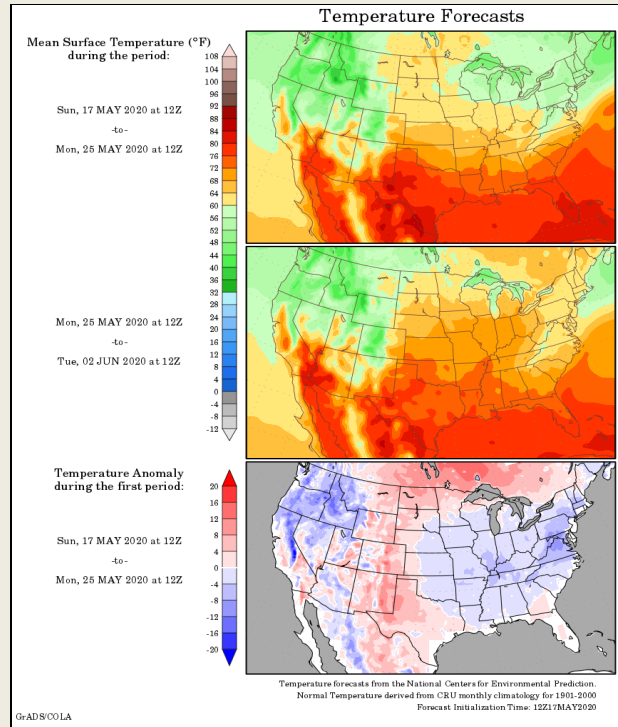 Temperature Forecasts
Mean Surface Temperature (°F)
during the period:
Sun, 17 MAY 2020 at 12Z
-to-
Mon, 25 MAY 2020 at 12Z
108
104
100
96
92
88
84
80
76
72
68
64
60
56
52
48
44
40
36
32
28
24
20
16
12
8
4
0
-4
-8
-12
Mon, 25 MAY 2020 at 12Z
-to-
Tue, 02 JUN 2020 at 12Z
Temperature Anomaly
during the first period:
Sun, 17 MAY 2020 at 12Z
-to-
Mon, 25 MAY 2020 at 12Z
20
16
12
8
4
0
-4
-8
-12
-16
-20
Temperature forecasts from the National Centers for Environmental Prediction.
Normal Temperature derived from CRU monthly climatology for 1901-2000
Forecast Initialization Time: 12Z17MAY2020
GrADS/COLA